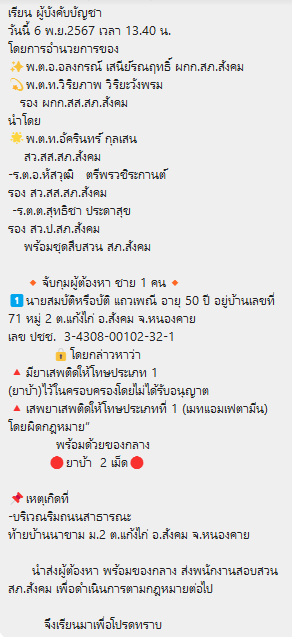 เรียน ผู้บังคับบัญชา
วันนี้ 6 พ.ย.2567 เวลา 13.40 น.
โดยการอำนวยการของ
✨พ.ต.อ.อลงกรณ์ เสนีย์รณฤทธิ์ ผกก.สภ.สังคม
💫พ.ต.ท.วิริยภาพ วิริยะวังพรม
รอง ผกก.สส.สภ.สังคม
นำโดย
🌟พ.ต.ท.อัครินทร์ กุลเสน
สว.สส.สภ.สังคม
-ร.ต.อ.หัสวุฒิ ตรีพรวชิระกานต์
รอง สว.สส.สภ.สังคม
-ร.ต.ต.สุทธิชา ประดาสุข
รอง สว.ป.สภ.สังคม
พร้อมชุดสืบสวน สภ.สังคม
🔸จับกุมผู้ต้องหา ชาย 1 คน🔸
1️⃣นายสมบัติหรือบัติ แถวเพณี อายุ 50 ปี อยู่บ้านเลขที่
71 หมู่ 2 ต.แก้งไก่ อ.สังคม จ.หนองคาย
เลข ปชช. 3-4308-00102-32-1
🔒โดยกล่าวหาว่า
🔺มียาเสพติดให้โทษประเภท 1
(ยาบ้า)ไว้ในครอบครองโดยไม่ได้รับอนุญาต
🔺เสพยาเสพติดให้โทษประเภทที่ 1 (เมทแอมเฟตามีน)
โดยผิดกฎหมาย"
พร้อมด้วยของกลาง
🔴ยาบ้า 2 เม็ด🔴
📌เหตุเกิดที่
-บริเวณริมถนนสาธารณะ
ท้ายบ้านนาขาม ม.2 ต.แก้งไก่ อ.สังคม จ.หนองคาย
นำส่งผู้ต้องหา พร้อมของกลาง ส่งพนักงานสอบสวน
สภ.สังคม เพื่อดำเนินการตามกฎหมายต่อไป
จึงเรียนมาเพื่อโปรดทราบ